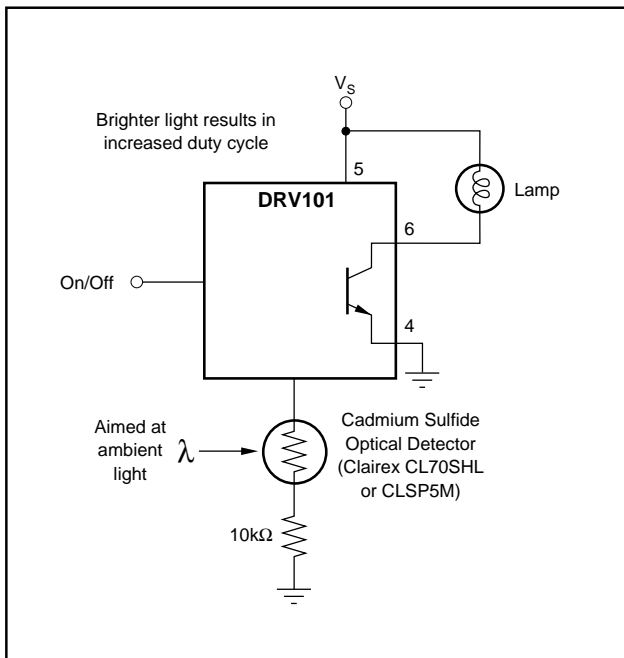 V_S
Brighter light results in
increased duty cycle
5
DRV101
Lamp
6
On/Off
4
Aimed at
ambient
light
λ
Cadmium Sulfide
Optical Detector
(Clairex CL70SHL
or CLSP5M)
10kΩ